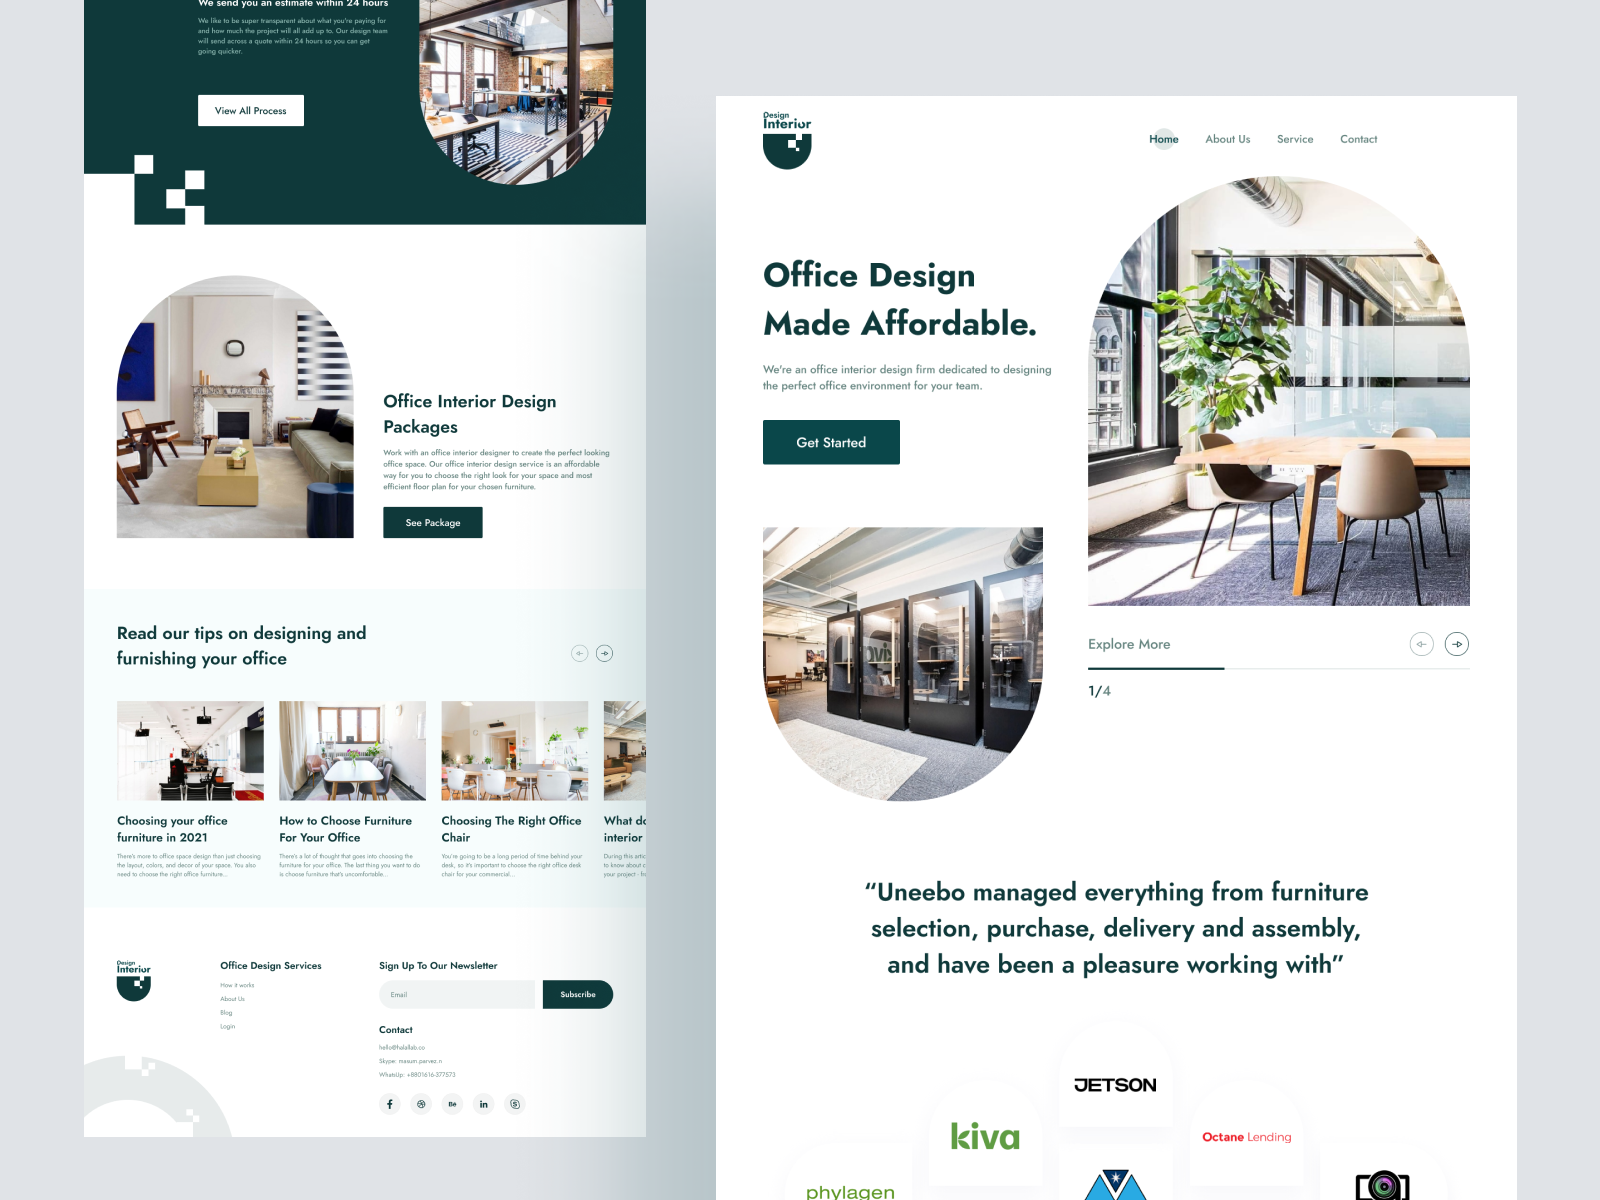 We send you an estimate within 24 hours
We like to be super transparent about what you're paying for
and how much the project will all add up to. Our design team
will send across a quote within 24 hours so you can get
going quicker.
View All Process
Office Interior Design
Packages
Work with an office interior designer to create the perfect looking
office space. Our office interior design service is an affordable
way for you to choose the right look for your space and most
efficient floor plan for your chosen furniture.
See Package
Read our tips on designing and
furnishing your office
Choosing your office
furniture in 2021
There's more to office space design than just choosing
the layout, colors, and decor of your space. You also
need to choose the right office furniture...
How to Choose Furniture
For Your Office
There's a lot of thought that goes into choosing the
furniture for your office. The last thing you want to do
is choose furniture that's uncomfortable...
Choosing The Right Office
Chair
You're going to be a long period of time behind your
desk, so it's important to choose the right office desk
chair for your commercial...
What do
interior
During this artic
to know about c
your project - fr
Design
Interior
Office Design Services
How it works
About Us
Blog
Login
Sign Up To Our Newsletter
Email
Subscribe
Contact
hello@halallab.co
Skype: masum.parvez.n
WhatsUp: +8801616-377573
Bē
in
Design
Interior
Home
About Us
Service
Contact
Office Design
Made Affordable.
We're an office interior design firm dedicated to designing
the perfect office environment for your team.
Get Started
Explore More
1/4
“Uneebo managed everything from furniture
selection, purchase, delivery and assembly,
and have been a pleasure working with”
JETSON
kiva
Octane Lending
phylagen